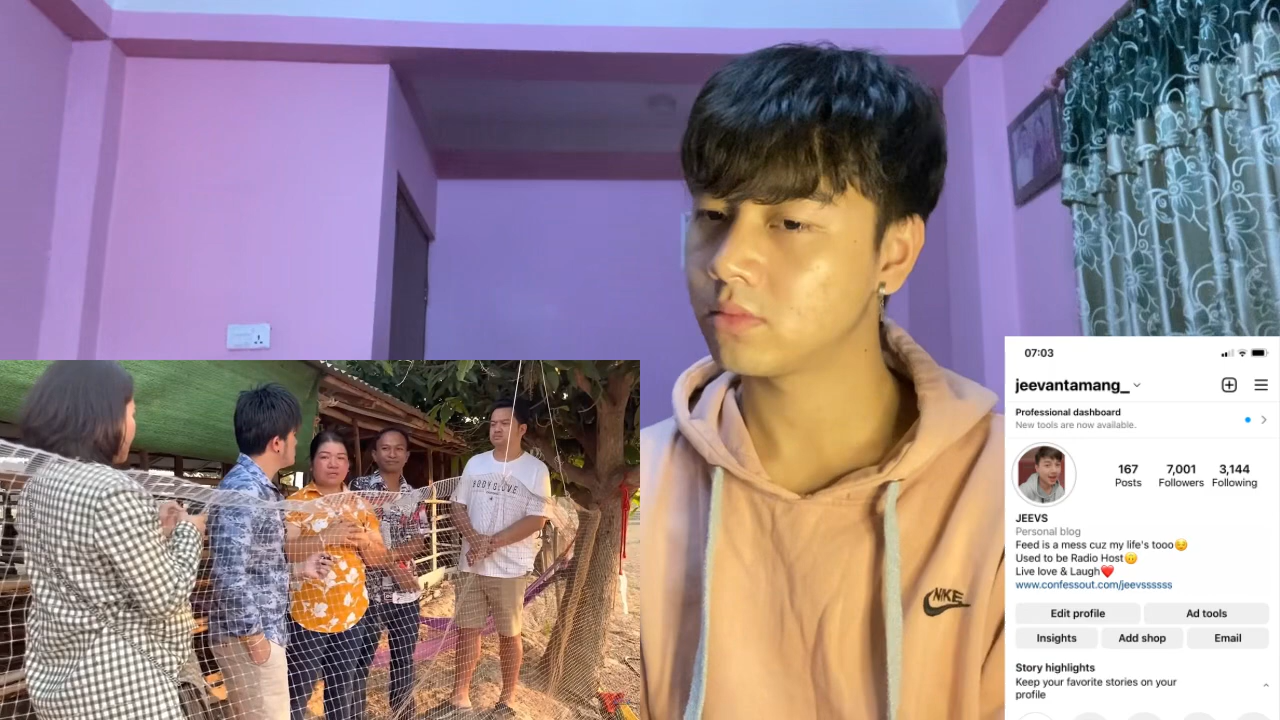 BODY GLOVE
NIKE
07:03
jeevantamang_
Professional dashboard
New tools are now available.
167 7,001 3,144
Posts Followers Following
JEEVS
Personal blog
Feed is a mess cuz my life's tooo😔
Used to be Radio Host🙃
Live love & Laugh❤️
www.confessout.com/jeevssssss
Edit profile Ad tools
Insights Add shop Email
Story highlights
Keep your favorite stories on your
profile